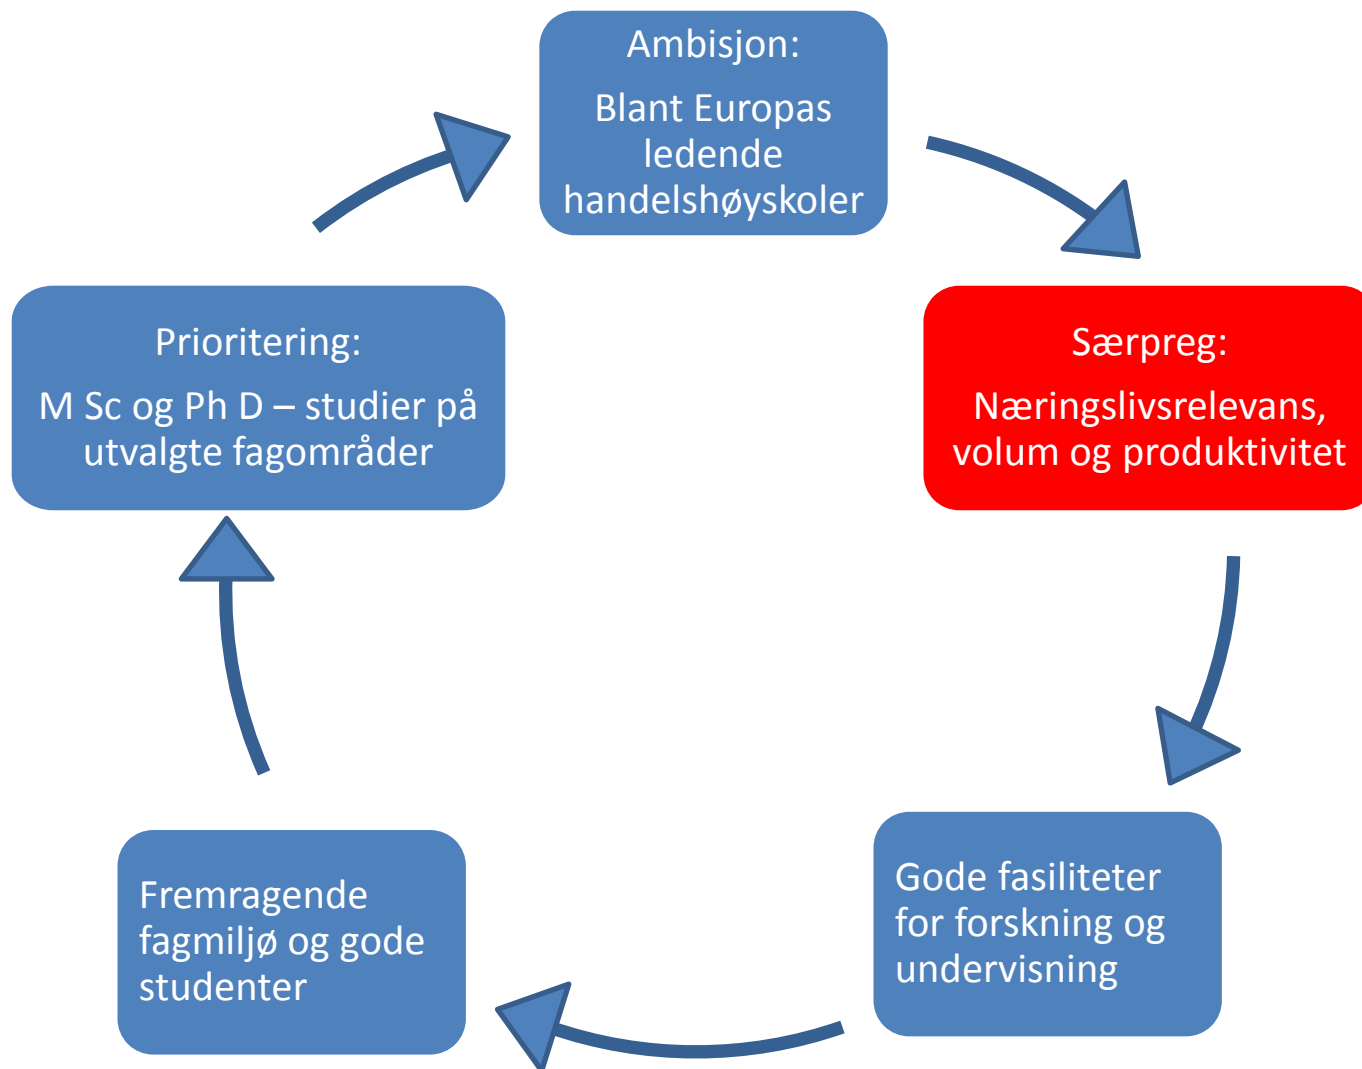 Ambisjon:
Blant Europas
ledende
handelshøyskoler
Særpreg:
Næringslivsrelevans,
volum og produktivitet
Gode fasiliteter
for forskning og
undervisning
Fremragende
fagmiljø og gode
studenter
Prioritering:
M Sc og Ph D – studier på
utvalgte fagområder